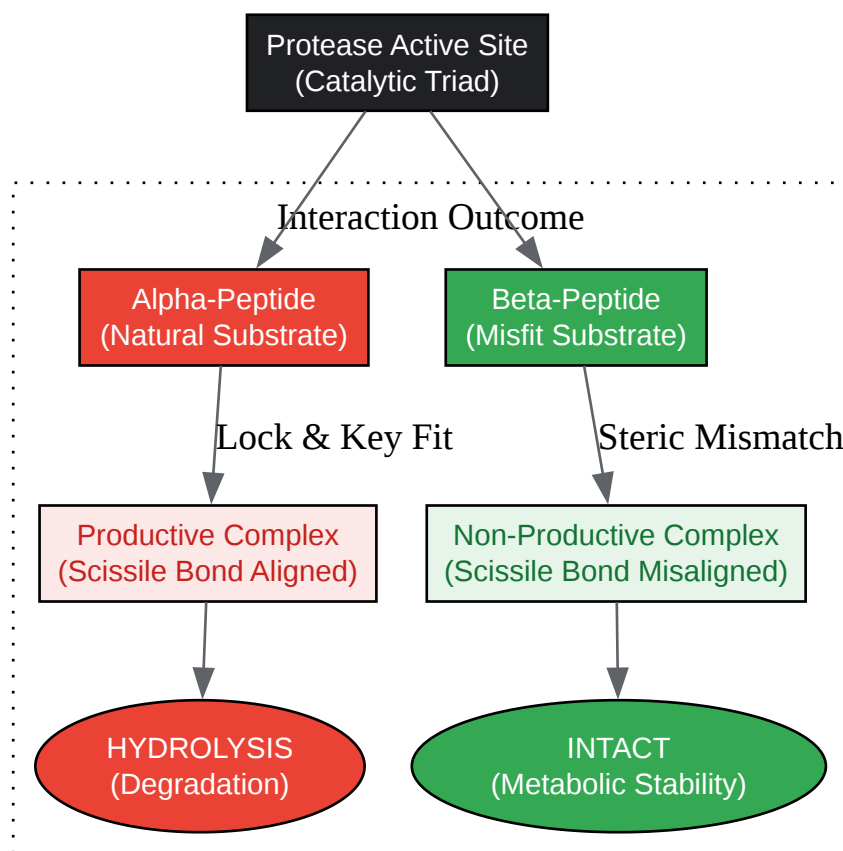 Protease Active Site
(Catalytic Triad)
Interaction Outcome
Alpha-Peptide
(Natural Substrate)
Beta-Peptide
(Misfit Substrate)
Lock & Key Fit
Steric Mismatch
Productive Complex
(Scissile Bond Aligned)
Non-Productive Complex
(Scissile Bond Misaligned)
HYDROLYSIS
(Degradation)
INTACT
(Metabolic Stability)